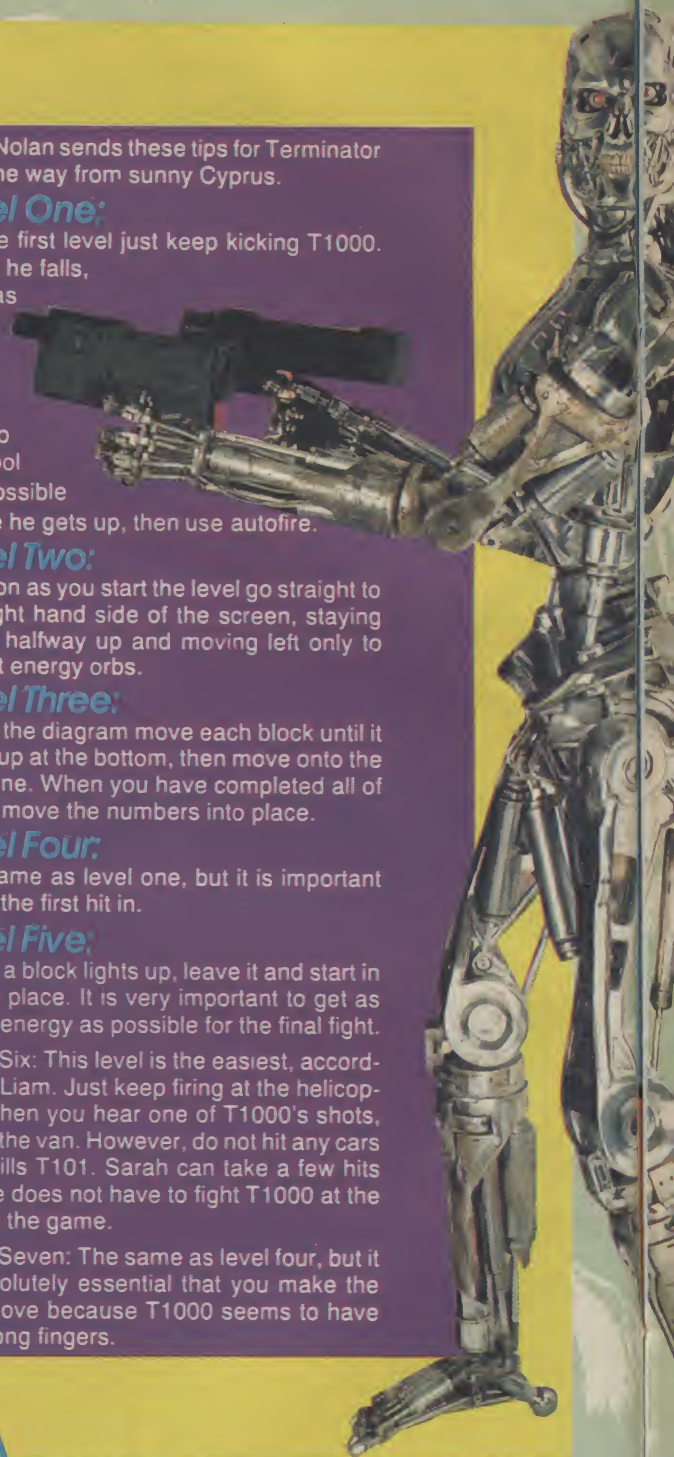 Nolan sends these tips for Terminator
ne way from sunny Cyprus.
el One:
e first level just keep kicking T1000.
he falls,
as
o
ol
ossible
e he gets up, then use autofire.
el Two:
on as you start the level go straight to
ght hand side of the screen, staying
halfway up and moving left only to
t energy orbs.
el Three:
the diagram move each block until it
up at the bottom, then move onto the
ne. When you have completed all of
move the numbers into place.
el Four:
ame as level one, but it is important
the first hit in.
el Five:
a block lights up, leave it and start in
place. It is very important to get as
energy as possible for the final fight.
Six: This level is the easiest, accord-
Liam. Just keep firing at the helicop-
hen you hear one of T1000's shots,
the van. However, do not hit any cars
ills T101. Sarah can take a few hits
e does not have to fight T1000 at the
the game.
Seven: The same as level four, but it
solutely essential that you make the
ove because T1000 seems to have
ong fingers.